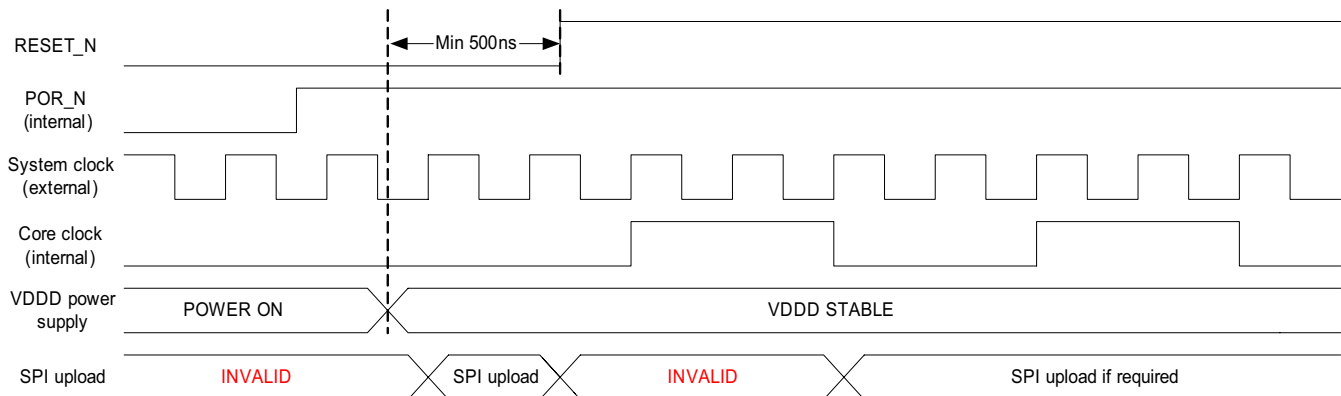 RESET_N
Min 500ns
POR_N
(internal)
System clock
(external)
Core clock
(internal)
VDDD power
supply
POWER ON
VDDD STABLE
SPI upload
INVALID
SPI upload
INVALID
SPI upload if required